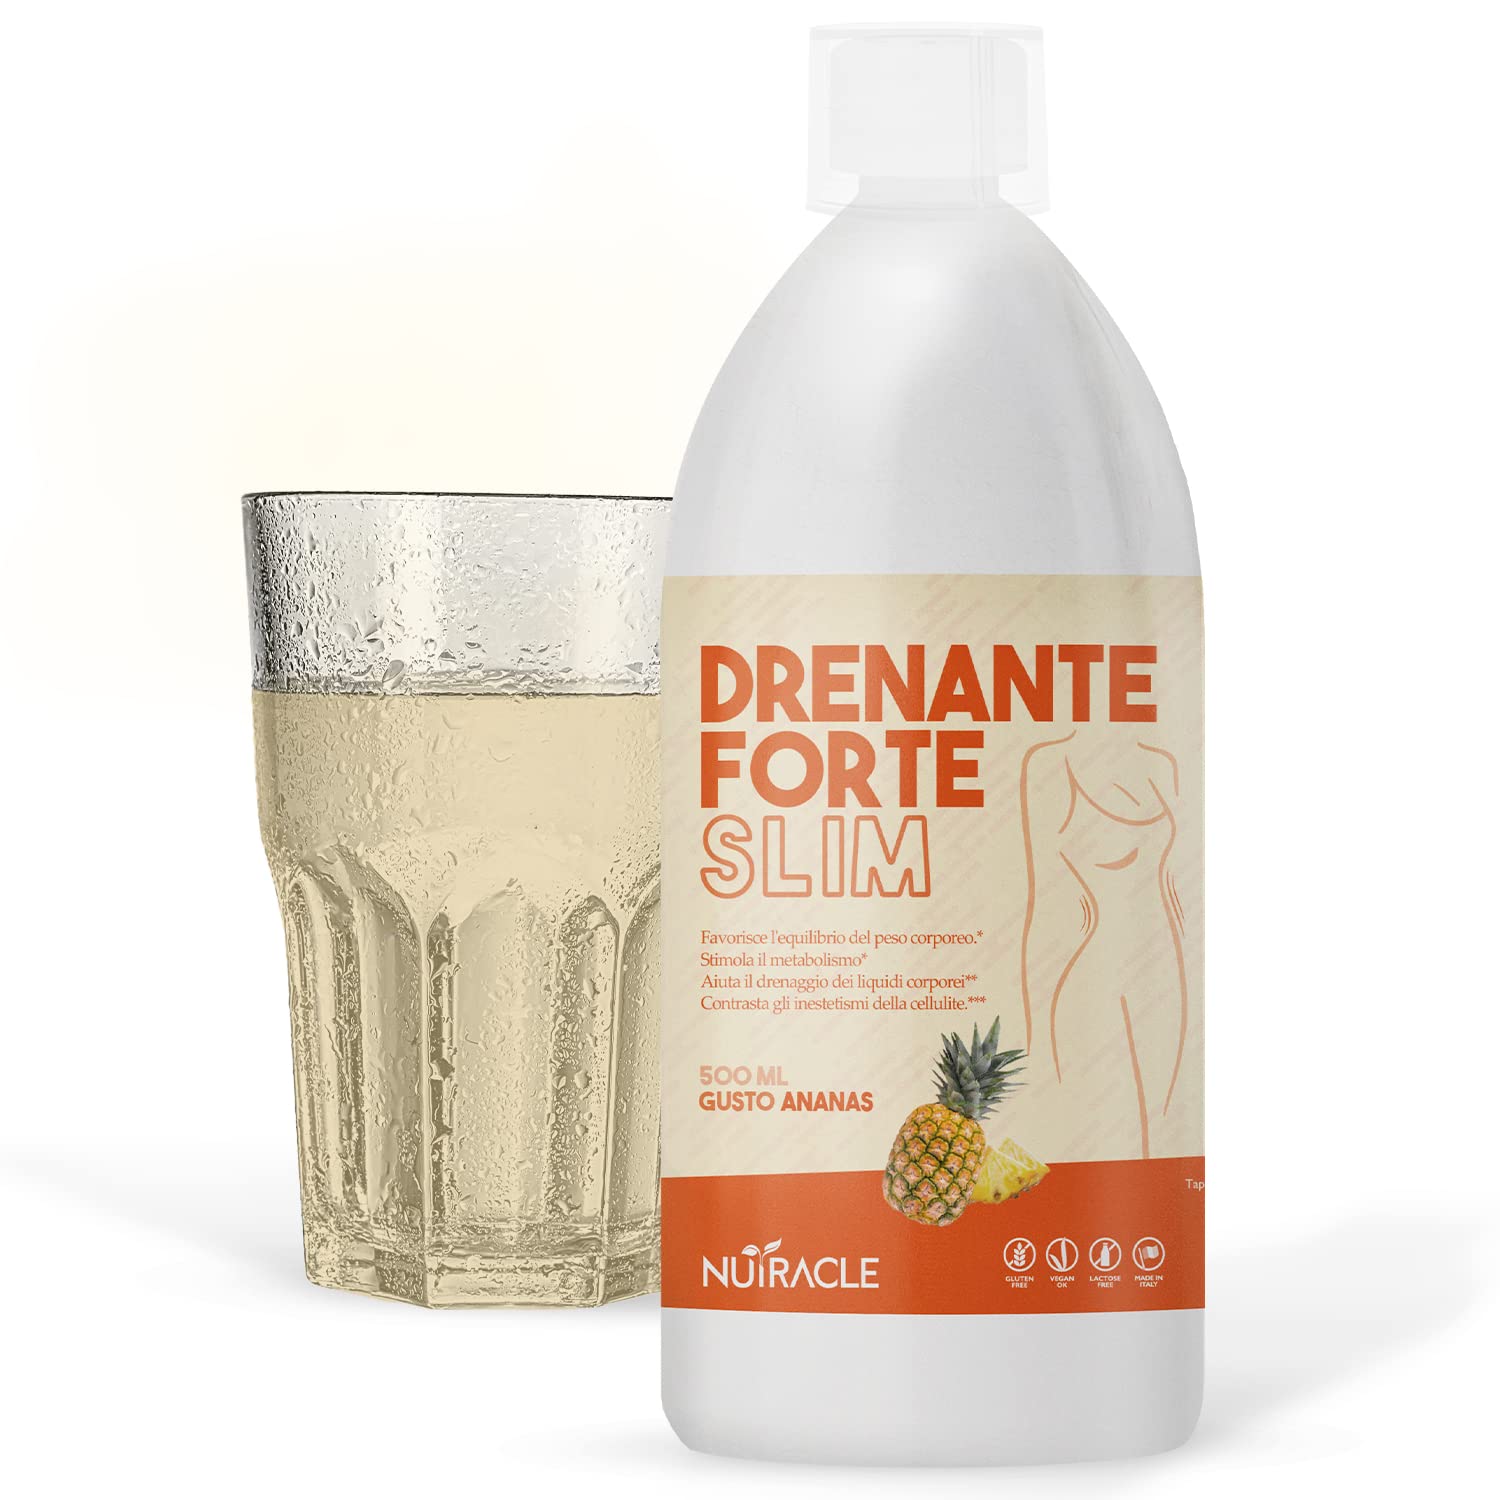 DRENANTE
FORTE
SLIM
Favorisce l'equilibrio del peso corporeo.*
Stimola il metabolismo*
Aiuta il drenaggio dei liquidi corporei**
Contrasta gli inestetismi della cellulite.***
500 ML
GUSTO ANANAS
Tap
NUTRACLE
GLUTEN
FREE
VEGAN
OK
LACTOSE
FREE
MADE IN
ITALY